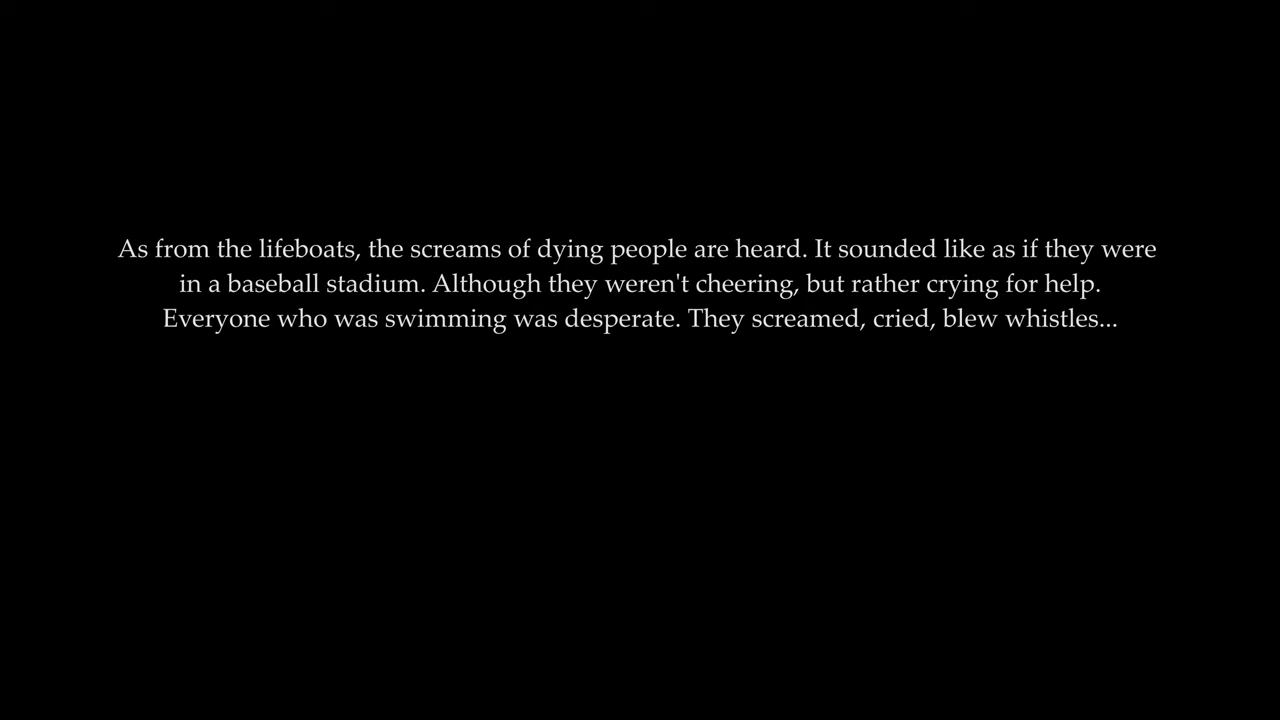 As from the lifeboats, the screams of dying people are heard. It sounded like as if they were
in a baseball stadium. Although they weren't cheering, but rather crying for help.
Everyone who was swimming was desperate. They screamed, cried, blew whistles...